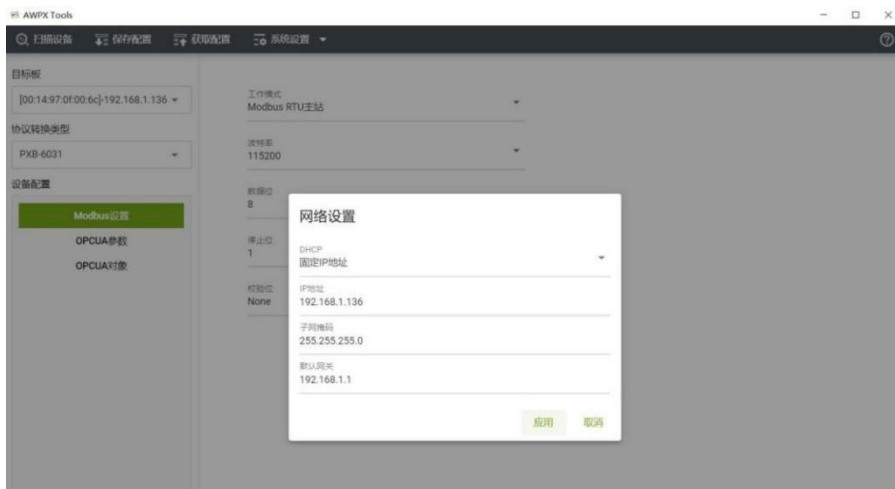 AWPX Tools
扫描设备 保存配置 获取配置 系统设置
目标板
[00:14:97:0f:00:6c]-192.168.1.136
协议转换类型
PXB-6031
设备配置
Modbus设置
OPCUA参数
OPCUA对象
工作模式
Modbus RTU主站
波特率
115200
数据位
8
停止位
1
校验位
None
网络设置
DHCP
固定IP地址
IP地址
192.168.1.136
子网掩码
255.255.255.0
默认网关
192.168.1.1
应用 取消